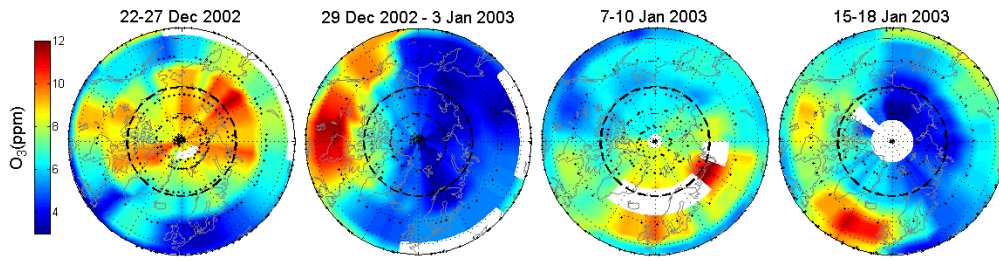 22-27 Dec 2002
29 Dec 2002 - 3 Jan 2003
7-10 Jan 2003
15-18 Jan 2003
O3(ppm)
12
10
8
6
4